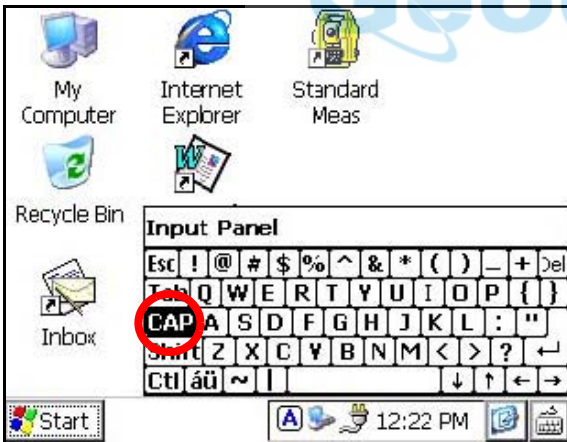 Geo
My Computer
Internet Explorer
Standard Meas
Recycle Bin
Inbox
Input Panel
Esc ! @ # $ % ^ & * ( ) _ + Del
Tab Q W E R T Y U I O P { }
CAP A S D F G H J K L : "
Shift Z X C V B N M < > ? ↵
Ctl áü ~ | ↓ ↑ ← →
Start A 12:22 PM